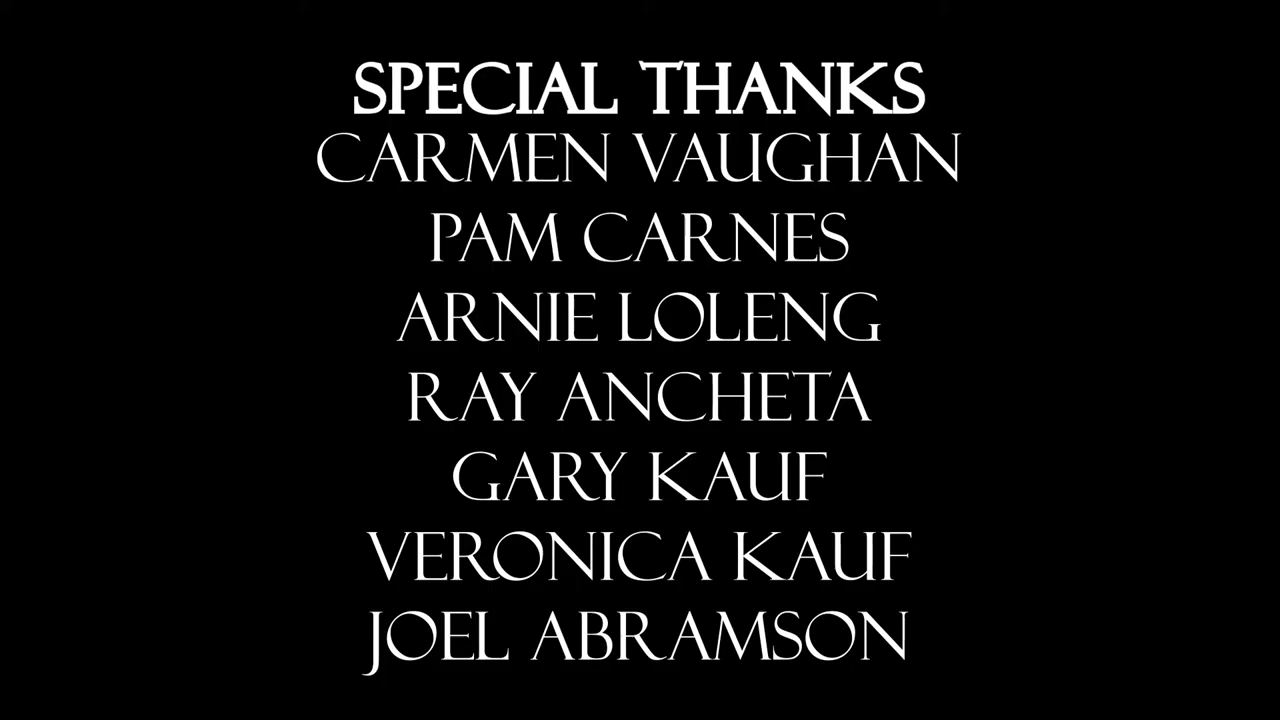 SPECIAL THANKS
CARMEN VAUGHAN
PAM CARNES
ARNIE LOLENG
RAY ANCHETA
GARY KAUF
VERONICA KAUF
JOEL ABRAMSON